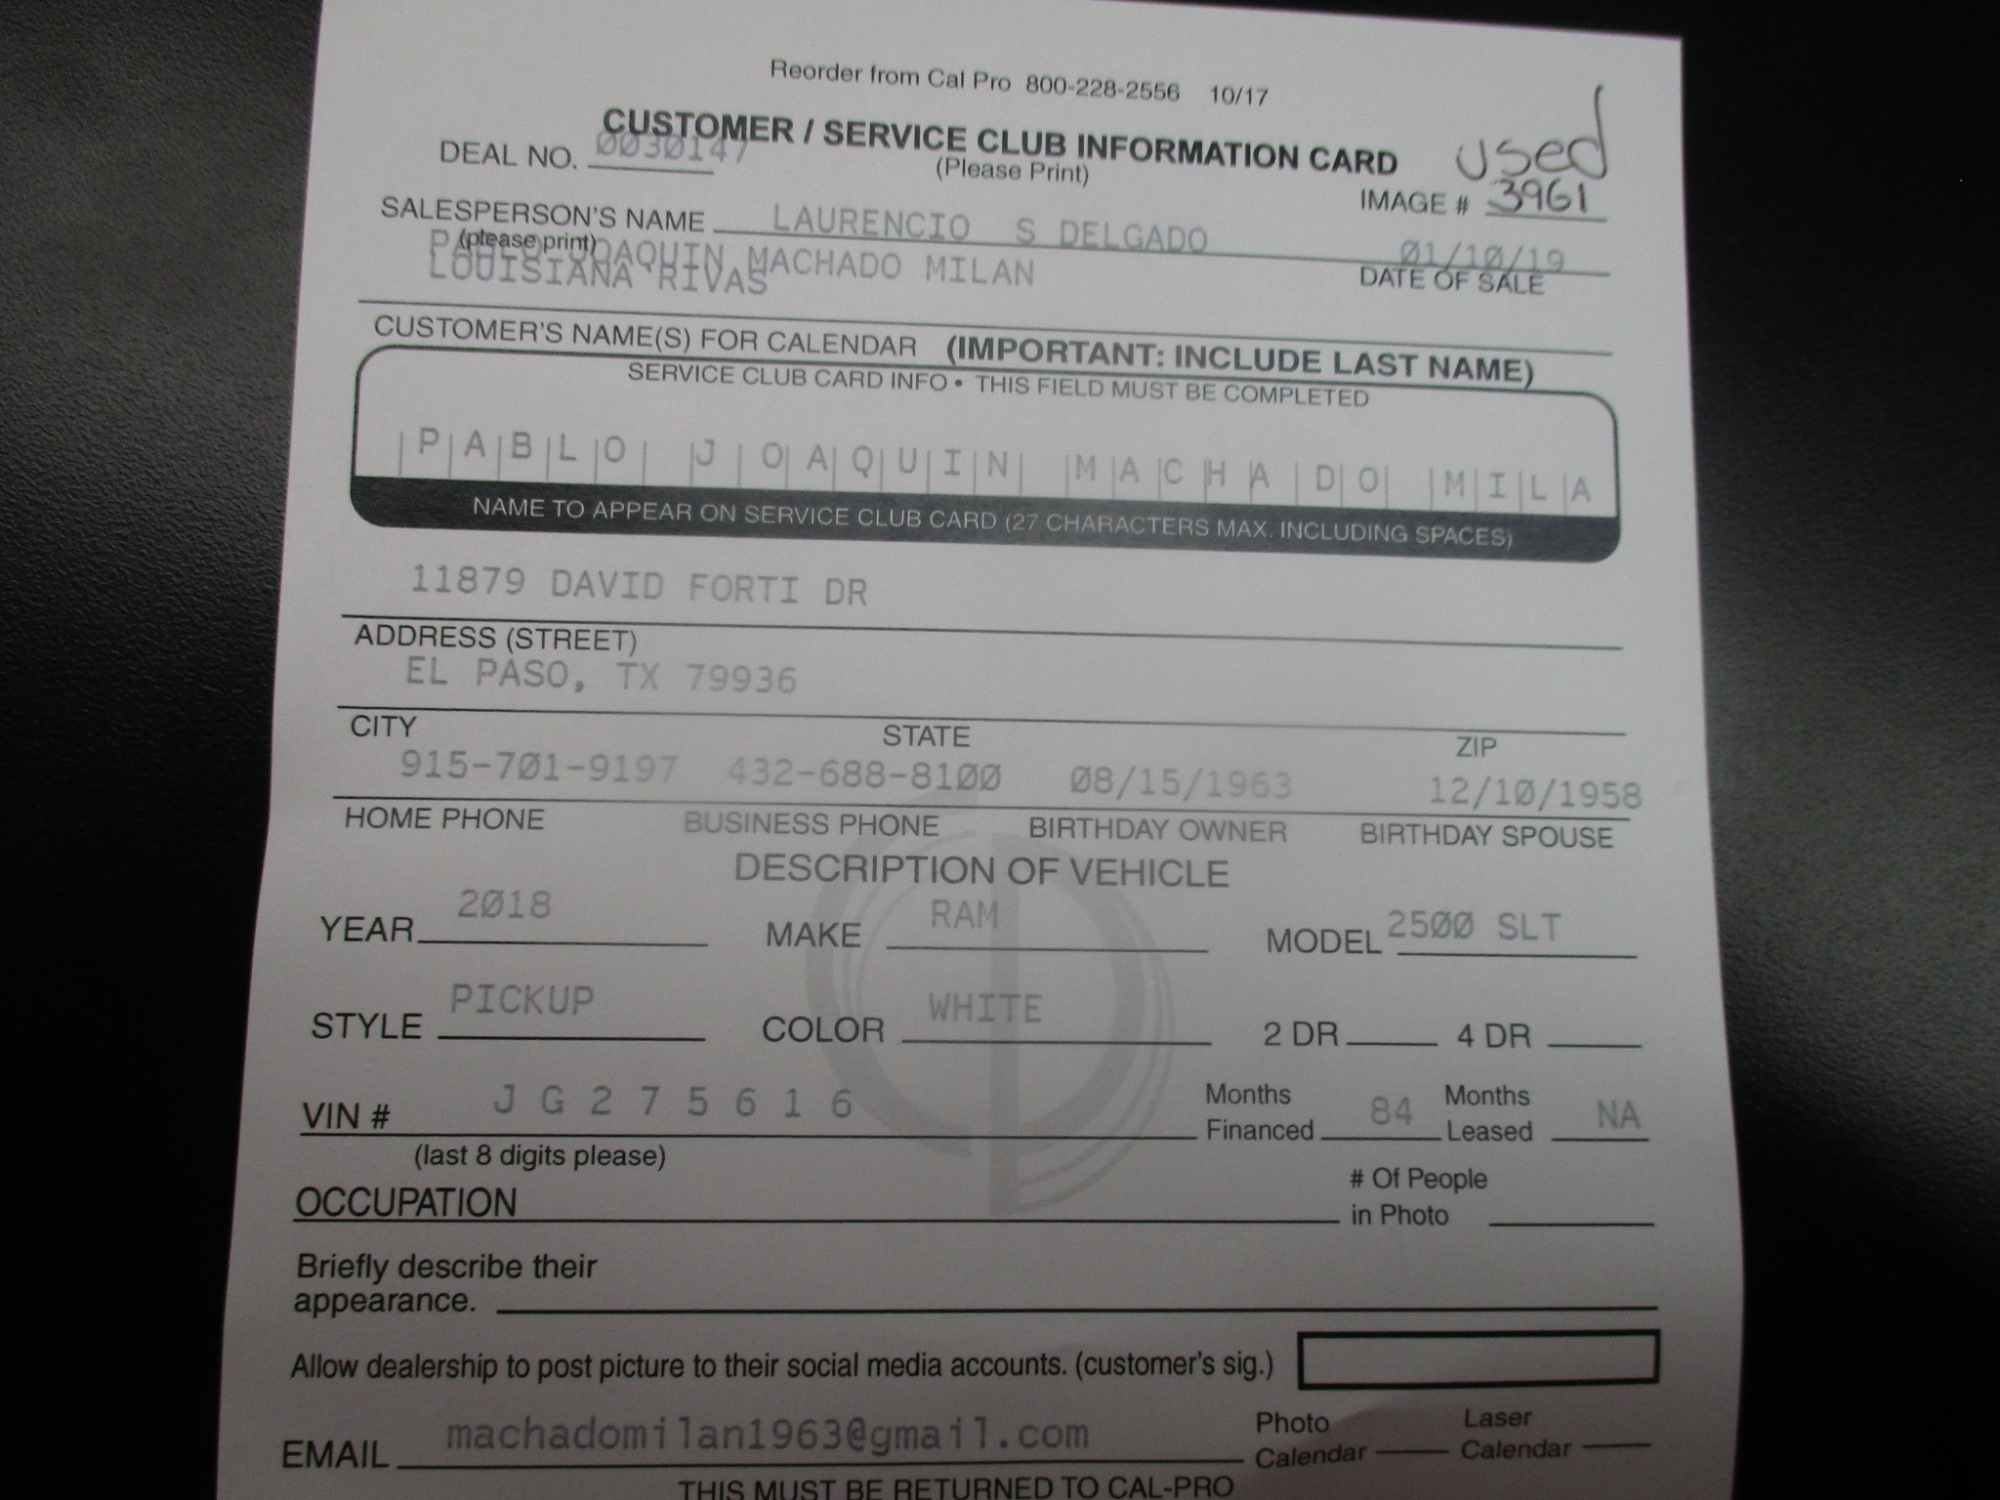 Reorder from Cal Pro 800-228-2556 10/17
CUSTOMER / SERVICE CLUB INFORMATION CARD
used
DEAL NO. 0030147
(Please Print)
IMAGE # 3961
SALESPERSON'S NAME LAURENCIO S DELGADO
(please print)
01/10/19
PABLO JOAQUIN MACHADO MILAN
DATE OF SALE
LOUISIANA RIVAS
CUSTOMER'S NAME(S) FOR CALENDAR (IMPORTANT: INCLUDE LAST NAME)
SERVICE CLUB CARD INFO • THIS FIELD MUST BE COMPLETED
PABLO JOAQUIN MACHADO MILA
NAME TO APPEAR ON SERVICE CLUB CARD (27 CHARACTERS MAX. INCLUDING SPACES)
11879 DAVID FORTI DR
ADDRESS (STREET)
EL PASO, TX 79936
CITY STATE ZIP
915-701-9197 432-688-8100 08/15/1963 12/10/1958
HOME PHONE BUSINESS PHONE BIRTHDAY OWNER BIRTHDAY SPOUSE
DESCRIPTION OF VEHICLE
YEAR 2018 MAKE RAM MODEL 2500 SLT
STYLE PICKUP COLOR WHITE 2 DR 4 DR
VIN # JG275616 Months Financed 84 Months Leased NA
(last 8 digits please)
OCCUPATION # Of People in Photo
Briefly describe their
appearance.
Allow dealership to post picture to their social media accounts. (customer's sig.)
EMAIL machadomilan1963@gmail.com Photo Calendar Laser Calendar
THIS MUST BE RETURNED TO CAL-PRO